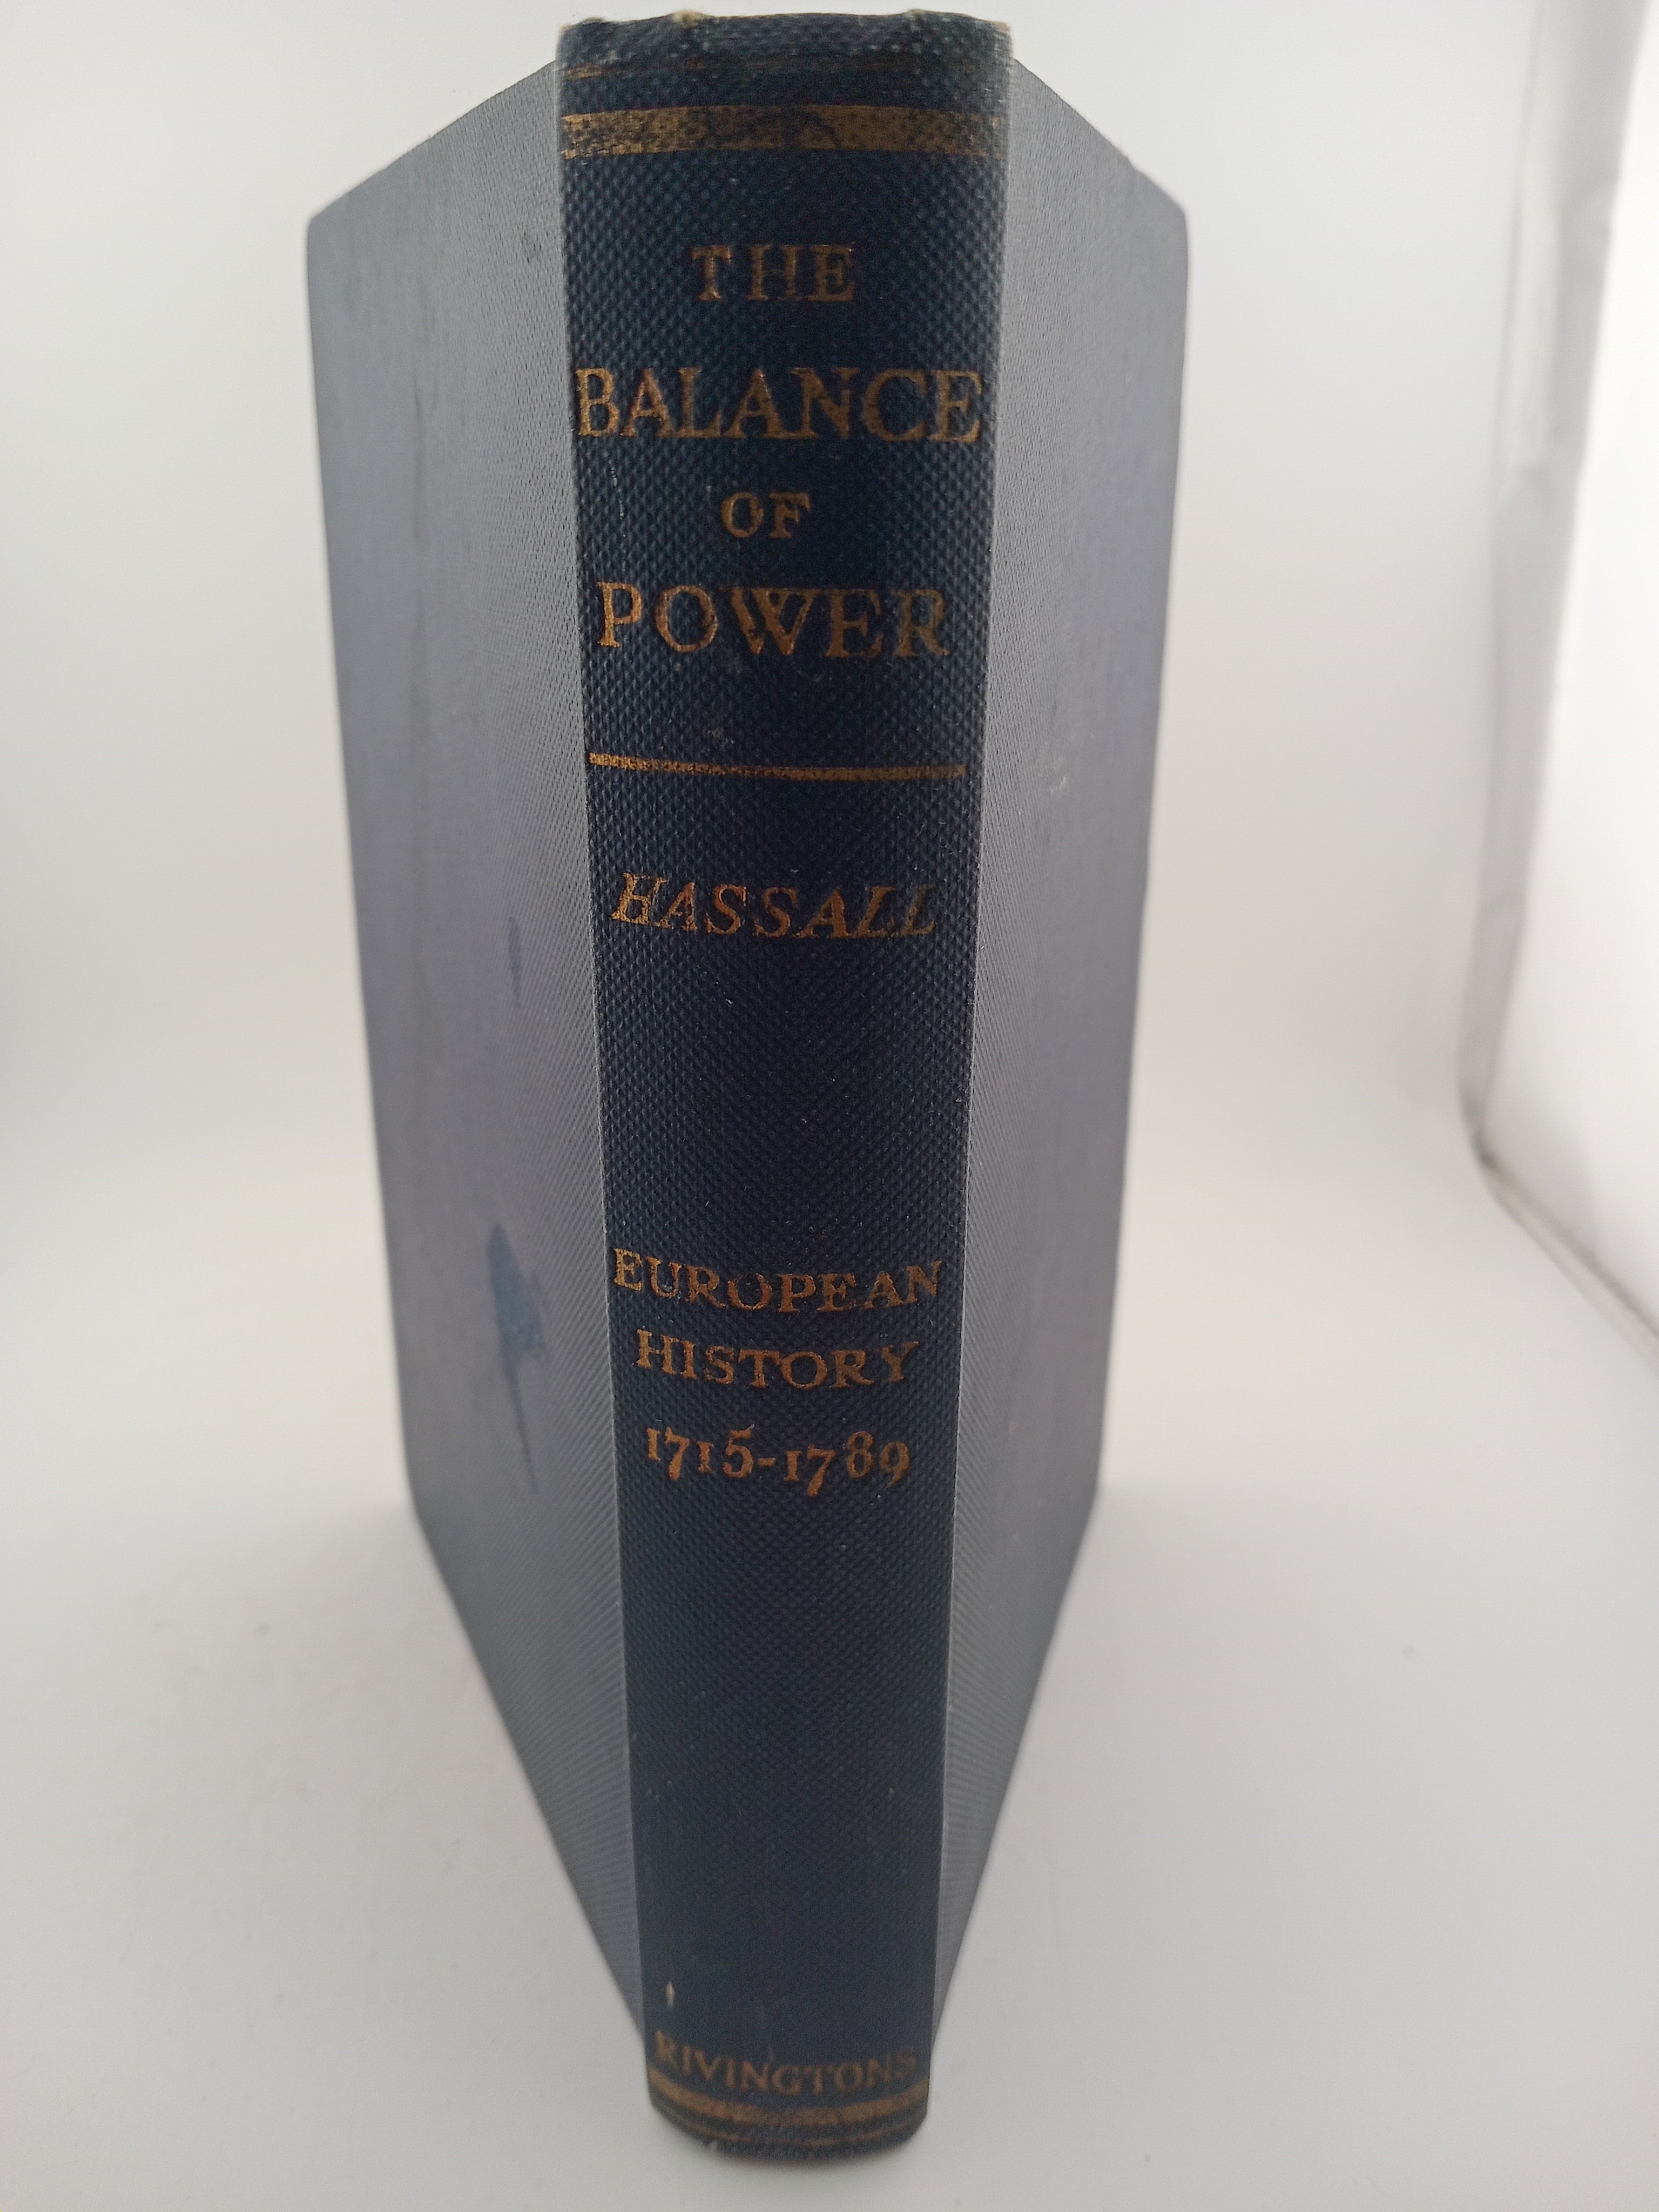 THE
BALANCE
OF
POWER
HASSALL
EUROPEAN
HISTORY
1715-1789
RIVINGTONS